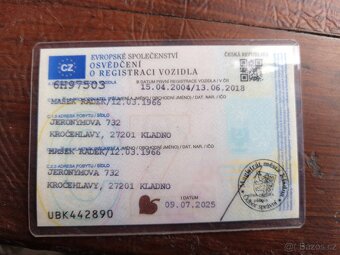 EVROPSKÉ SPOLEČENSTVÍ
ČESKÁ REPUBLIKA
CZ
OSVĚDČENÍ
O REGISTRACI VOZIDLA
6H97503
15.04.2004/13.06.2018
MAŠEK RADEK/12.03.1966
JERONÝMOVA 732
KROČEHLAVY, 27201 KLADNO
MAŠEK RADEK/12.03.1966
JERONÝMOVA 732
KROČEHLAVY, 27201 KLADNO
I DATUM
09.07.2025
UBK442890
bazos.cz